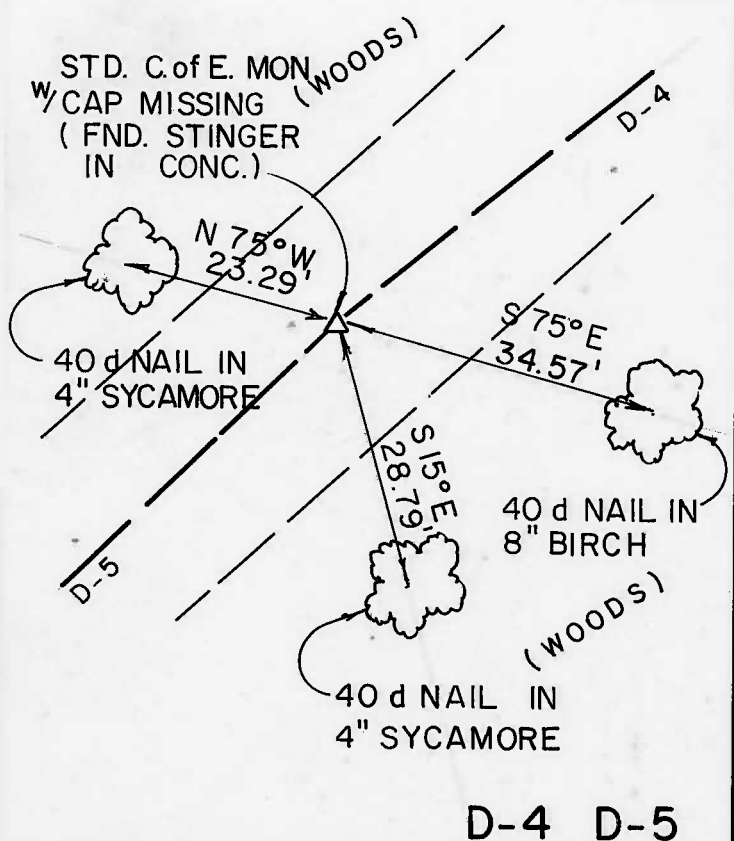 STD. C. of E. MON
W/CAP MISSING
( FND. STINGER
IN CONC.)
(WOODS)
D-4
N 75° W
23.29'
S 75° E
34.57'
40 d NAIL IN
4" SYCAMORE
S 15° E
28.79'
40 d NAIL IN
8" BIRCH
D-5
(WOODS)
40 d NAIL IN
4" SYCAMORE
D-4 D-5